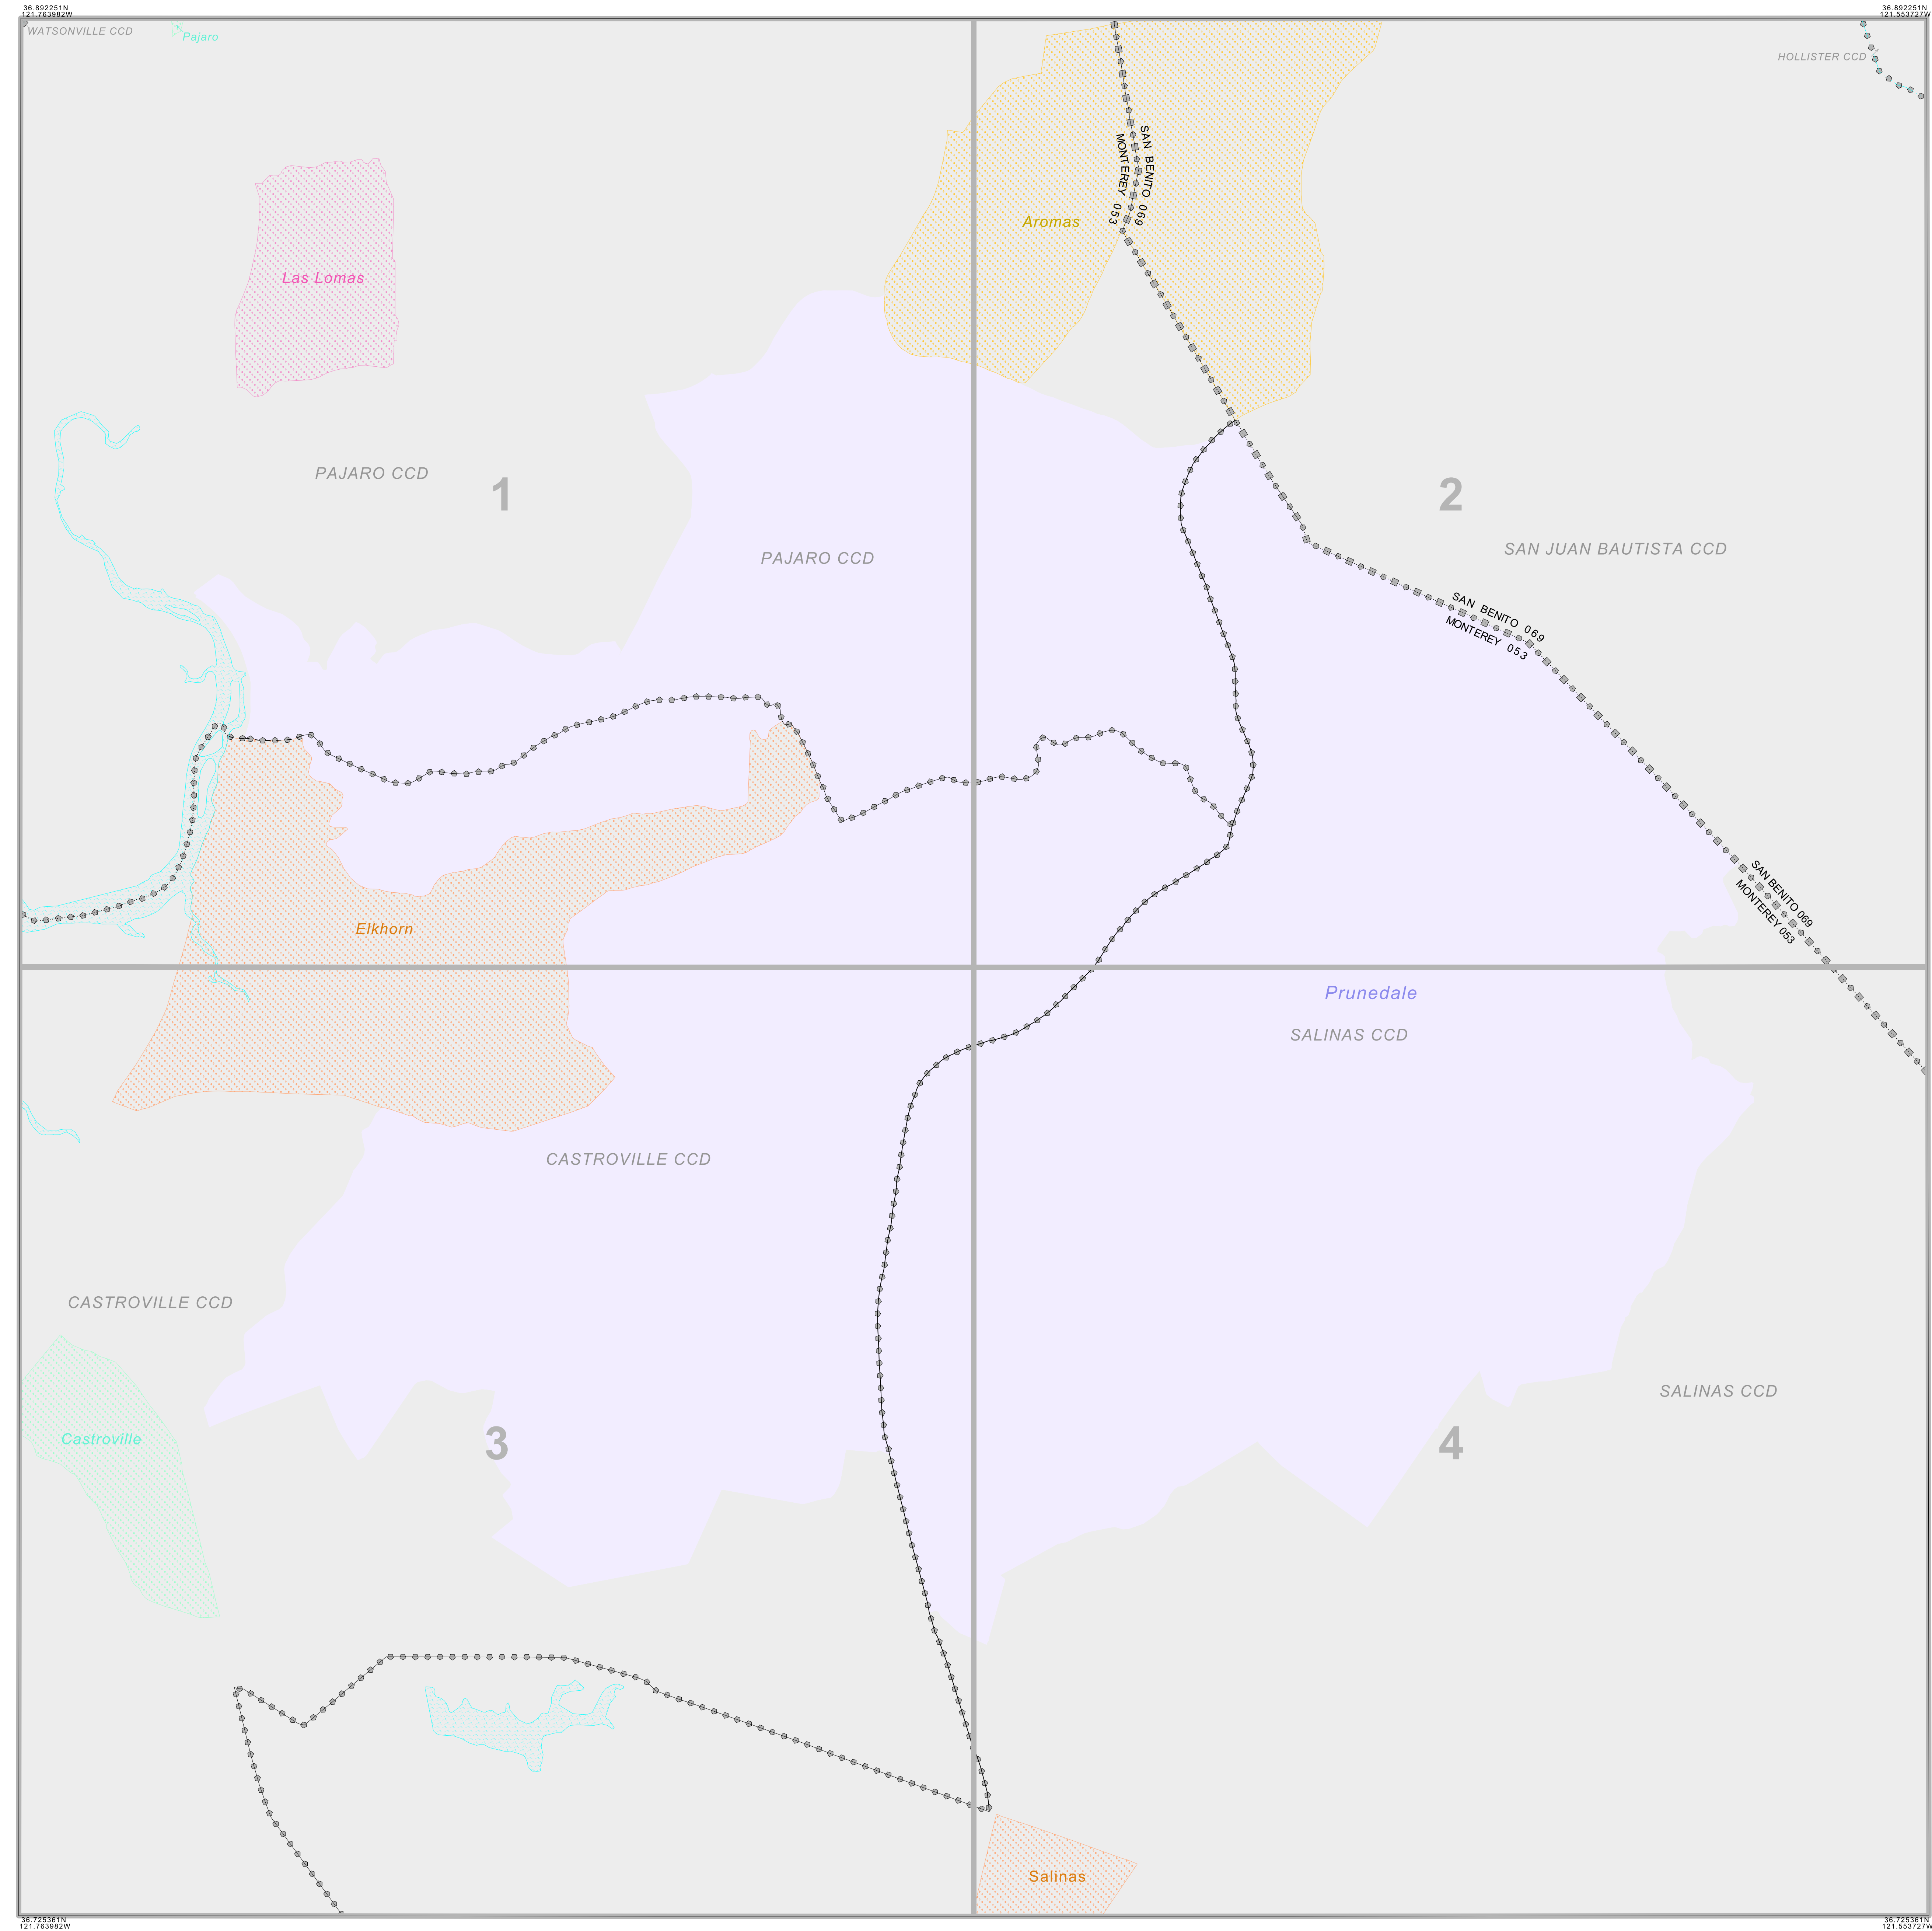 36.892251N
121.763982W
36.892251N
121.553727W
WATSONVILLE CCD
Pajaro
HOLLISTER CCD
SAN BENITO 069
MONTEREY 053
Aromas
Las Lomas
PAJARO CCD
1
2
PAJARO CCD
SAN JUAN BAUTISTA CCD
SAN BENITO 069
MONTEREY 053
SAN BENITO 069
MONTEREY 053
Elkhorn
Prunedale
SALINAS CCD
CASTROVILLE CCD
CASTROVILLE CCD
SALINAS CCD
Castroville
3
4
Salinas
36.725361N
121.763982W
36.725361N
121.553727W